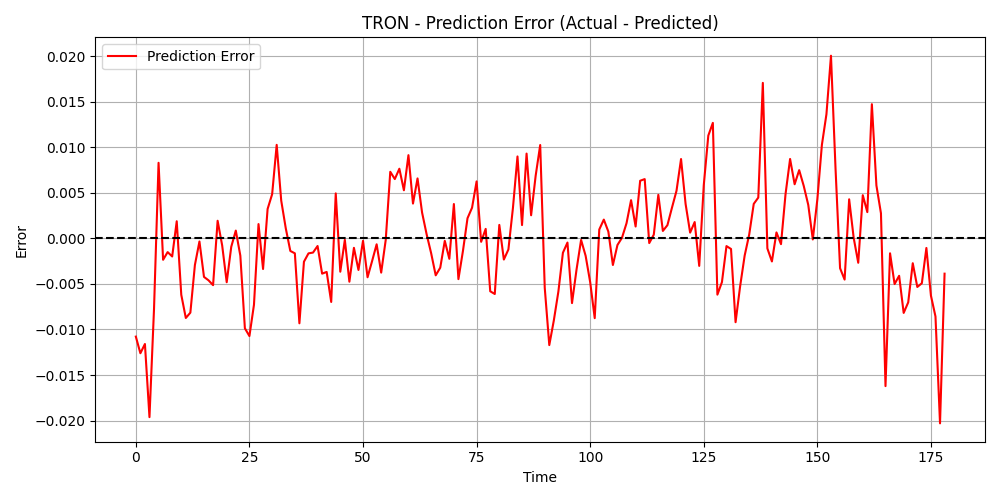 TRON - Prediction Error (Actual - Predicted)
Prediction Error
Error
0.020
0.015
0.010
0.005
0.000
−0.005
−0.010
−0.015
−0.020
0 25 50 75 100 125 150 175
Time